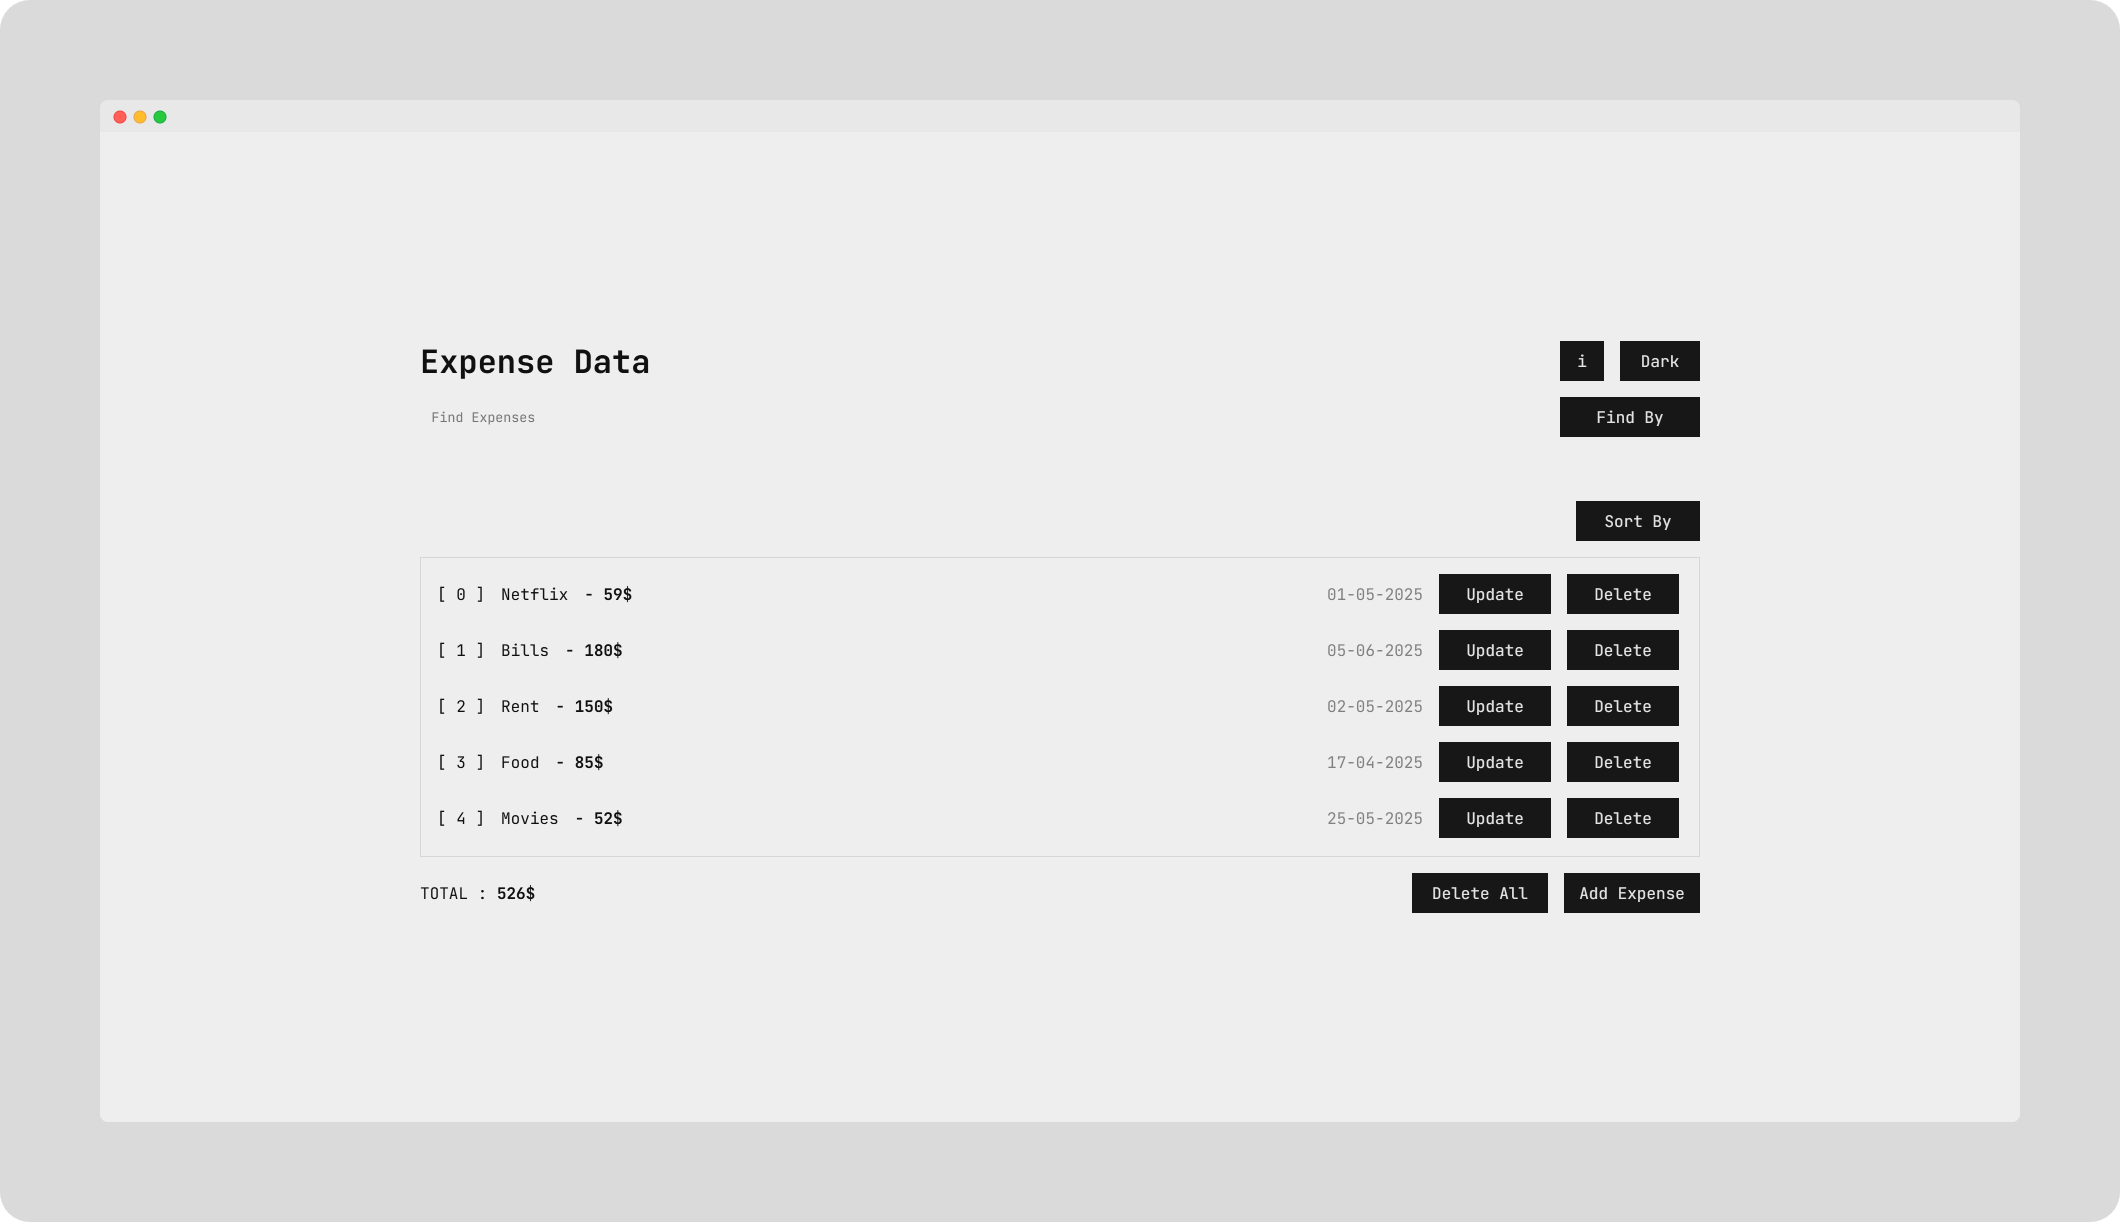 Expense Data
i
Dark
Find Expenses
Find By
Sort By
[ 0 ] Netflix - 59$ 01-05-2025 Update Delete
[ 1 ] Bills - 180$ 05-06-2025 Update Delete
[ 2 ] Rent - 150$ 02-05-2025 Update Delete
[ 3 ] Food - 85$ 17-04-2025 Update Delete
[ 4 ] Movies - 52$ 25-05-2025 Update Delete
TOTAL : 526$
Delete All
Add Expense